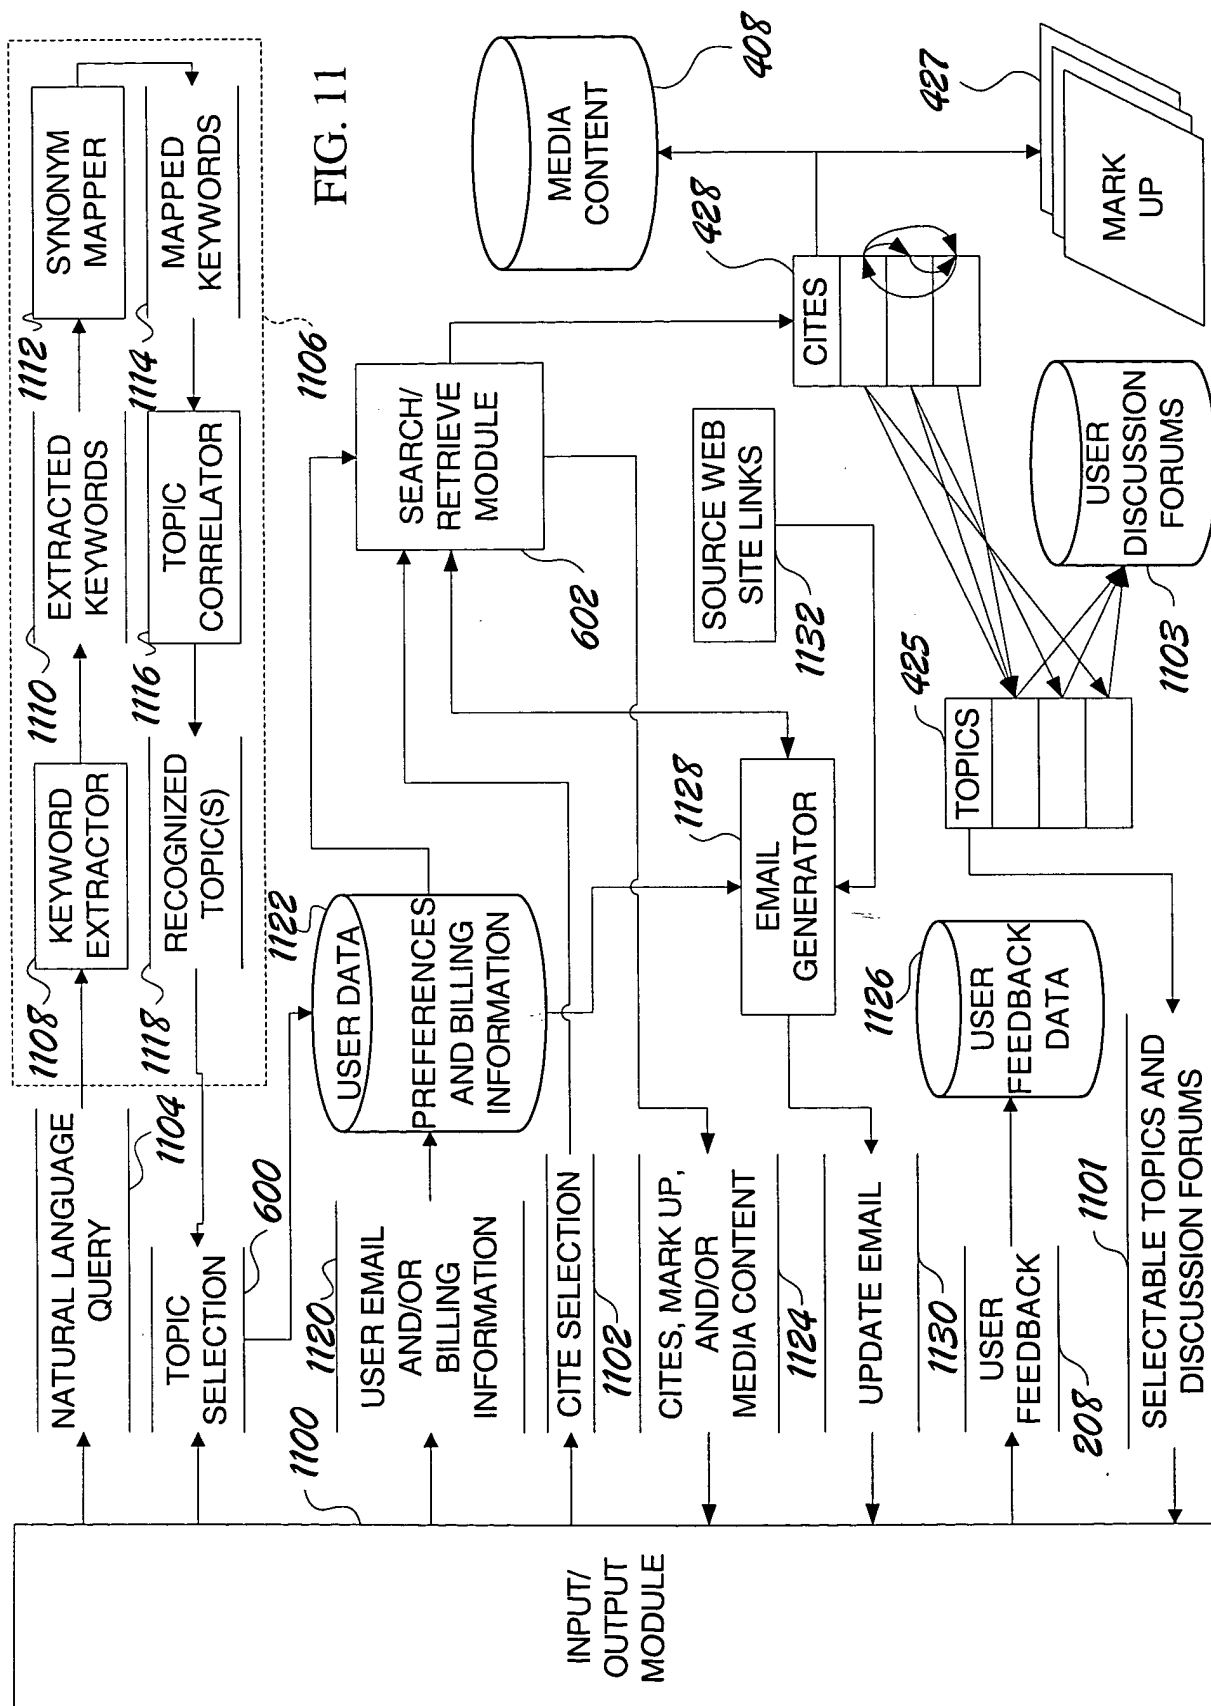 NATURAL LANGUAGE
QUERY
1104
1108
KEYWORD
EXTRACTOR
1110
EXTRACTED
KEYWORDS
1112
SYNONYM
MAPPER
TOPIC
SELECTION
600
1118
RECOGNIZED
TOPIC(S)
1116
TOPIC
CORRELATOR
1114
MAPPED
KEYWORDS
1106
FIG. 11
1100
INPUT/
OUTPUT
MODULE
1120
USER EMAIL
AND/OR
BILLING
INFORMATION
1122
USER DATA
PREFERENCES
AND BILLING
INFORMATION
SEARCH/
RETRIEVE
MODULE
602
MEDIA
CONTENT
408
CITE SELECTION
1102
CITES, MARK UP,
AND/OR
MEDIA CONTENT
1124
SOURCE WEB
SITE LINKS
1132
428
CITES
1128
EMAIL
GENERATOR
UPDATE EMAIL
1130
427
MARK
UP
USER
FEEDBACK
208
1126
USER
FEEDBACK
DATA
425
TOPICS
USER
DISCUSSION
FORUMS
1103
1101
SELECTABLE TOPICS AND
DISCUSSION FORUMS